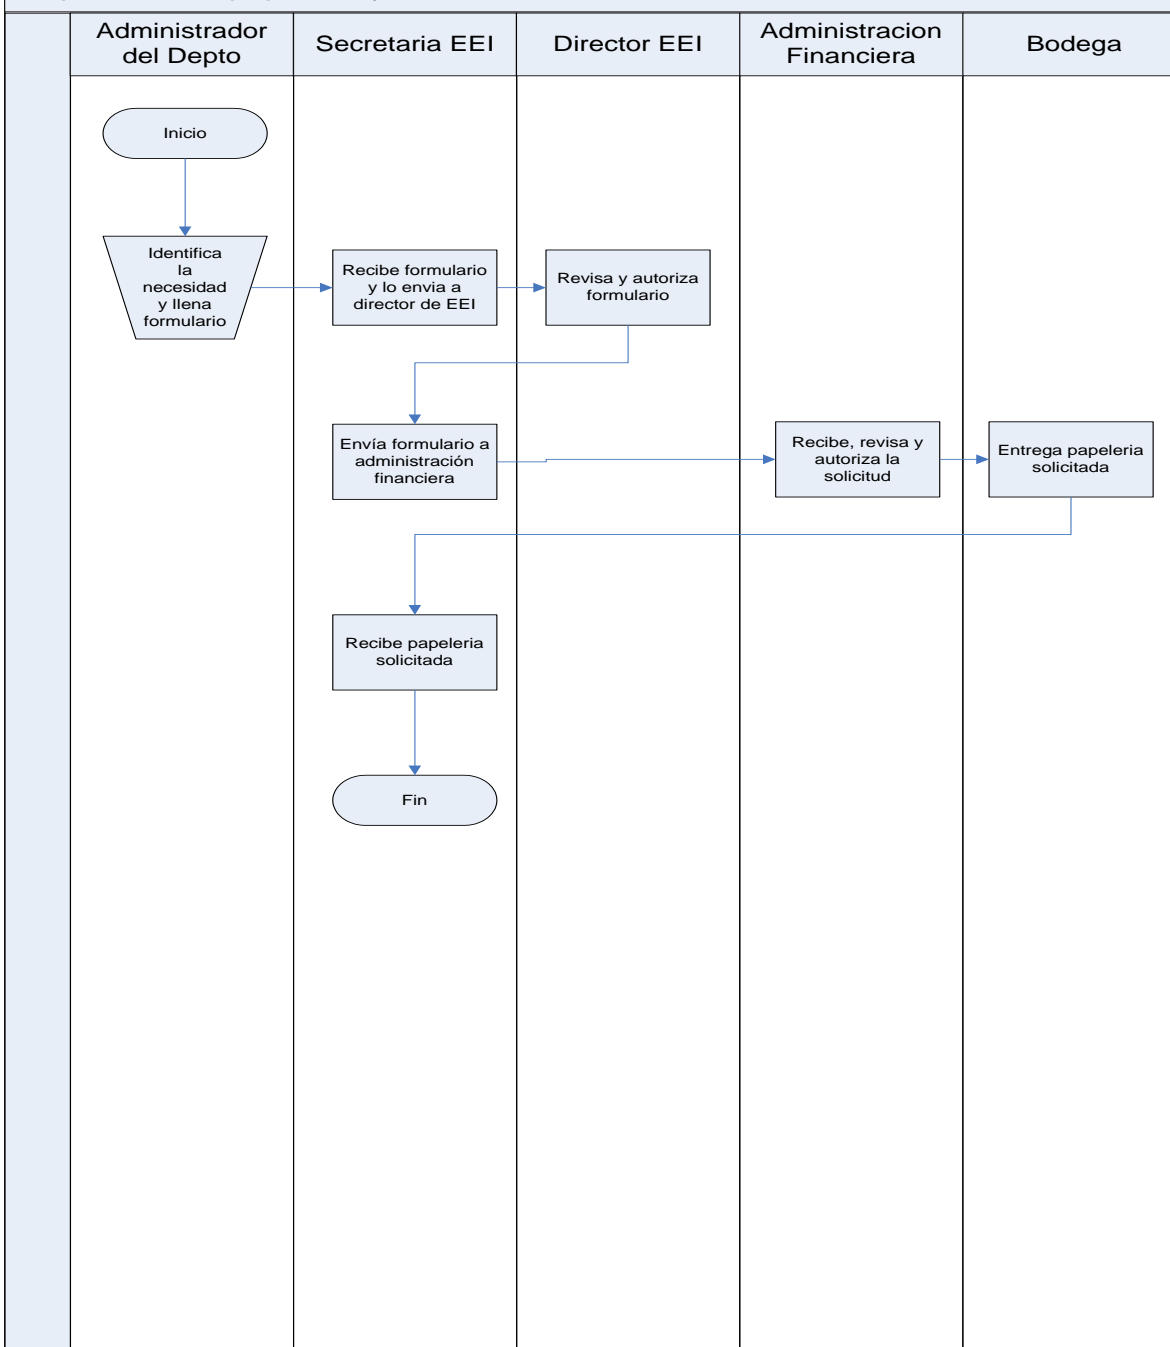 Administrador
del Depto
Secretaria EEI
Director EEI
Administracion
Financiera
Bodega
Inicio
Identifica
la
necesidad
y llena
formulario
Recibe formulario
y lo envia a
director de EEI
Revisa y autoriza
formulario
Envía formulario a
administración
financiera
Recibe, revisa y
autoriza la
solicitud
Entrega papeleria
solicitada
Recibe papeleria
solicitada
Fin